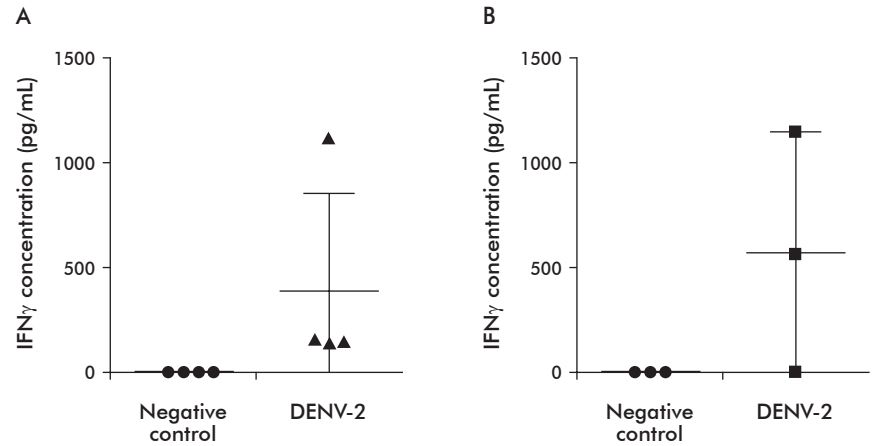 A
IFNγ concentration (pg/mL)
1500
1000
500
0
Negative
control
DENV-2
B
IFNγ concentration (pg/mL)
1500
1000
500
0
Negative
control
DENV-2